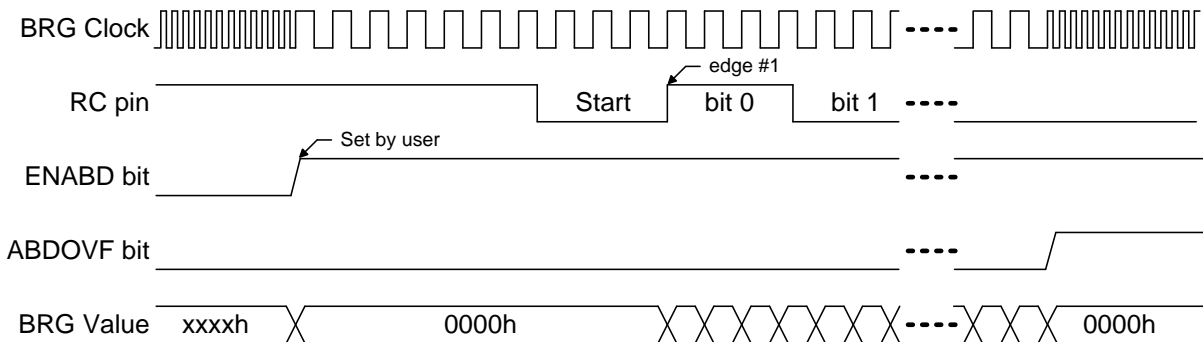 BRG Clock
edge #1
RC pin Start bit 0 bit 1
Set by user
ENABD bit
ABDOVF bit
BRG Value xxxxh 0000h 0000h